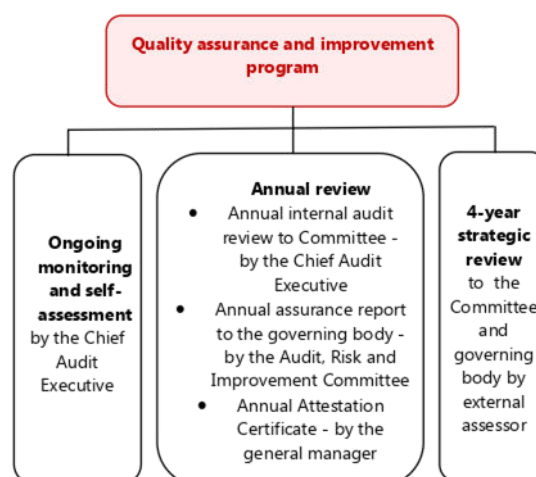 Quality assurance and improvement
program
Ongoing
monitoring
and self-
assessment
by the Chief
Audit
Executive
Annual review
• Annual internal audit
review to Committee -
by the Chief Audit
Executive
• Annual assurance report
to the governing body -
by the Audit, Risk and
Improvement Committee
• Annual Attestation
Certificate - by the
general manager
4-year
strategic
review
to the
Committee
and
governing
body by
external
assessor